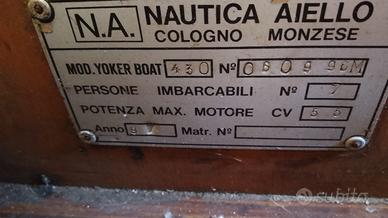 N.A. NAUTICA AIELLO
COLOGNO MONZESE
MOD. YOKER BOAT 430 Nº
PERSONE IMBARCABILI Nº 7
POTENZA MAX. MOTORE CV 55
Anno Matr. Nº
subito